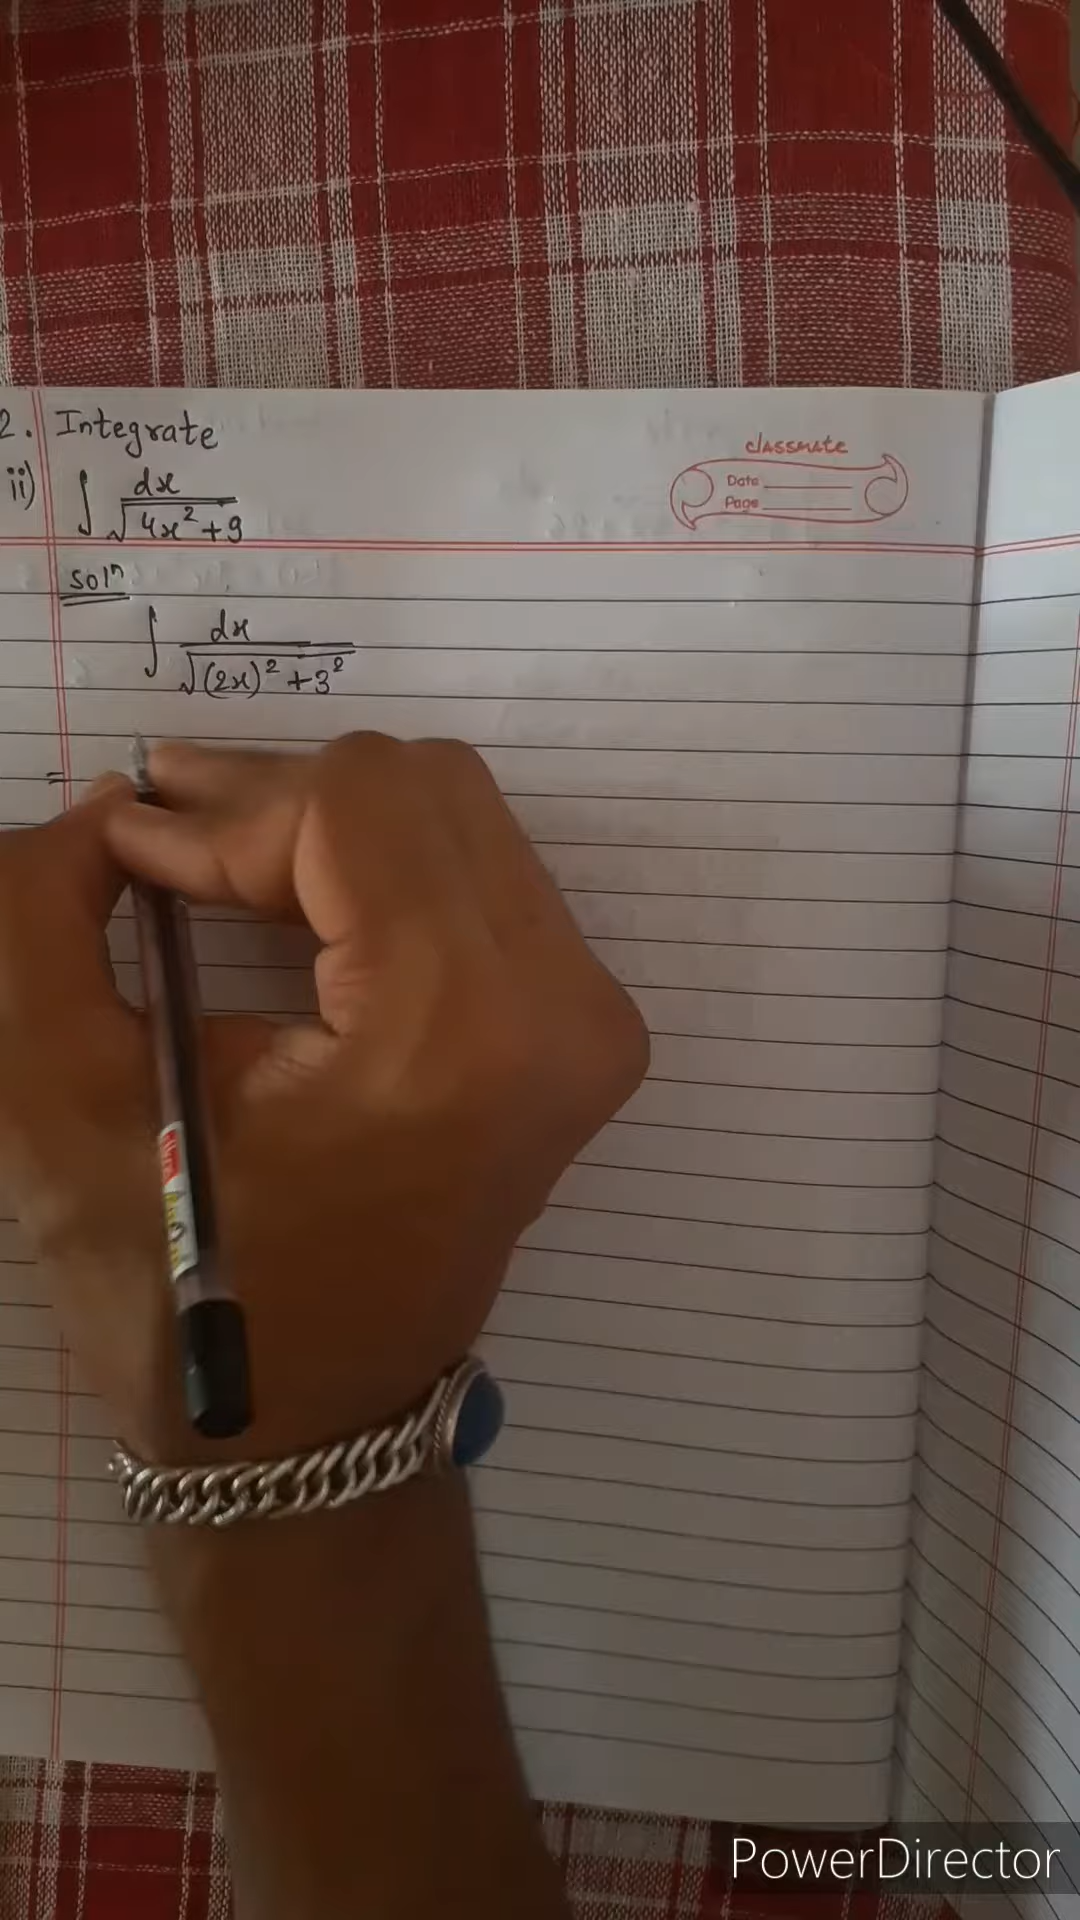 2. Integrate
ii) ∫ dx / √(4x² + 9)
classmate
Date
Page
Solⁿ
∫ dx / √((2x)² + 3²)
=
PowerDirector